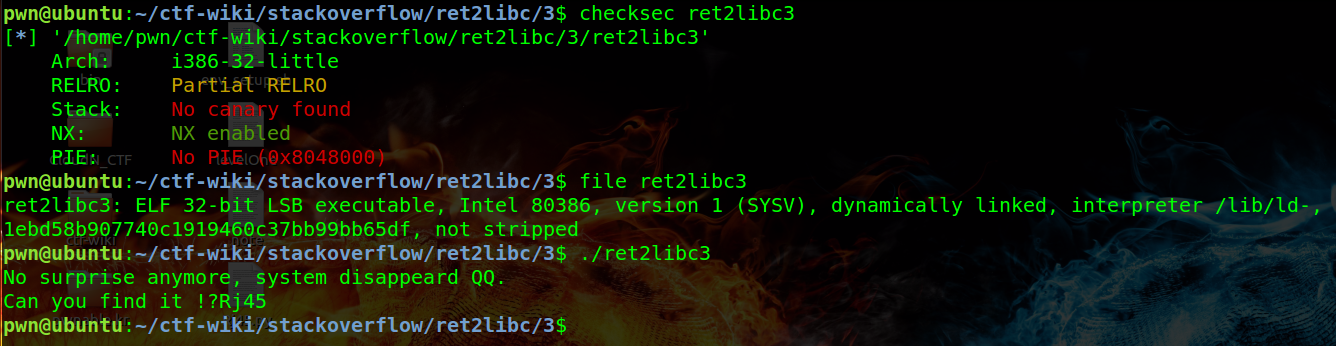 pwn@ubuntu:~/ctf-wiki/stackoverflow/ret2libc/3$ checksec ret2libc3
[*] '/home/pwn/ctf-wiki/stackoverflow/ret2libc/3/ret2libc3'
Arch: i386-32-little
RELRO: Partial RELRO
Stack: No canary found
NX: NX enabled
PIE: No PIE (0x8048000)
pwn@ubuntu:~/ctf-wiki/stackoverflow/ret2libc/3$ file ret2libc3
ret2libc3: ELF 32-bit LSB executable, Intel 80386, version 1 (SYSV), dynamically linked, interpreter /lib/ld-,
1ebd58b907740c1919460c37bb99bb65df, not stripped
pwn@ubuntu:~/ctf-wiki/stackoverflow/ret2libc/3$ ./ret2libc3
No surprise anymore, system disappeard QQ.
Can you find it !?Rj45
pwn@ubuntu:~/ctf-wiki/stackoverflow/ret2libc/3$